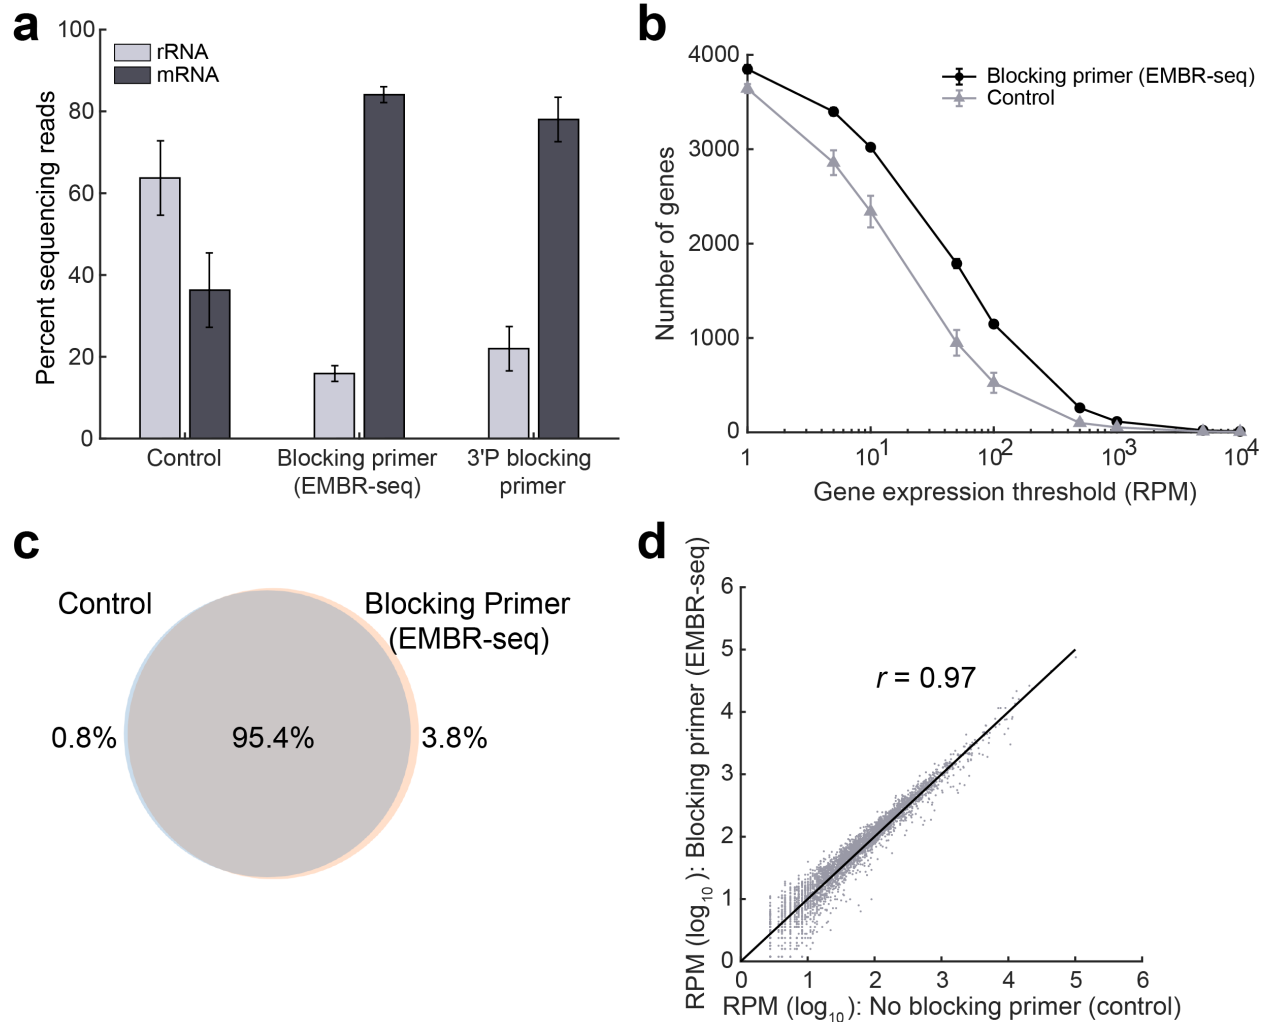 a
Percent sequencing reads
100
80
60
40
20
0
rRNA
mRNA
Control
Blocking primer
(EMBR-seq)
3'P blocking
primer
b
Number of genes
4000
3000
2000
1000
0
Blocking primer (EMBR-seq)
Control
1 10¹ 10² 10³ 10⁴
Gene expression threshold (RPM)
c
Control
Blocking Primer
(EMBR-seq)
0.8% 95.4% 3.8%
d
RPM (log₁₀): Blocking primer (EMBR-seq)
6
5
4
3
2
1
0
r = 0.97
0 1 2 3 4 5 6
RPM (log₁₀): No blocking primer (control)